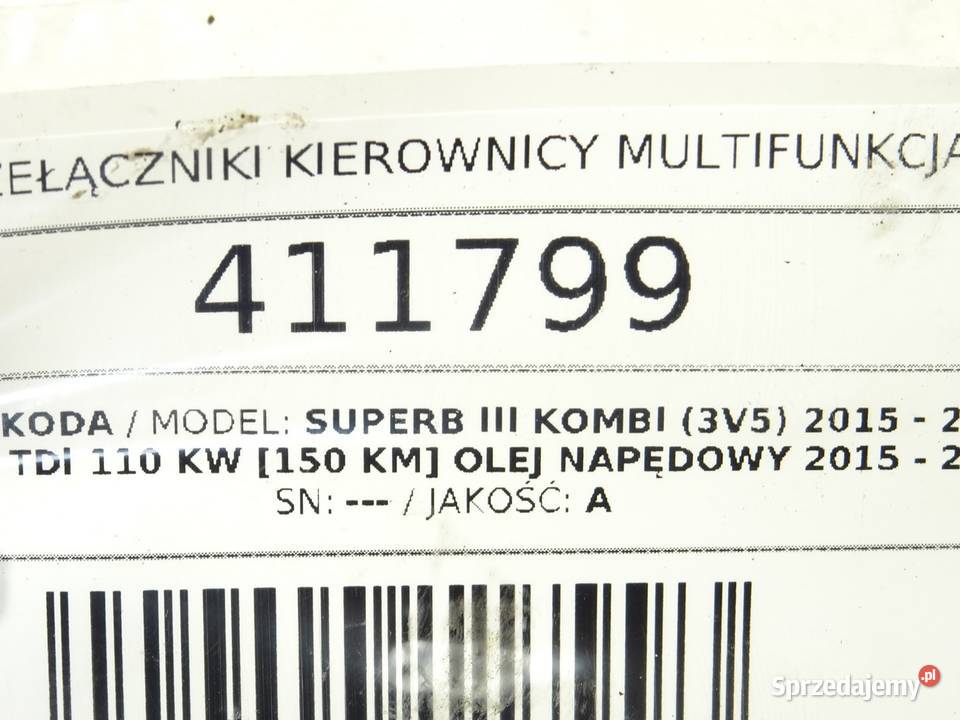 ZEŁĄCZNIKI KIEROWNICY MULTIFUNKCJA
411799
KODA / MODEL: SUPERB III KOMBI (3V5) 2015 - 2
TDI 110 KW [150 KM] OLEJ NAPĘDOWY 2015 - 2
SN: --- / JAKOŚĆ: A
Sprzedajemy.pl